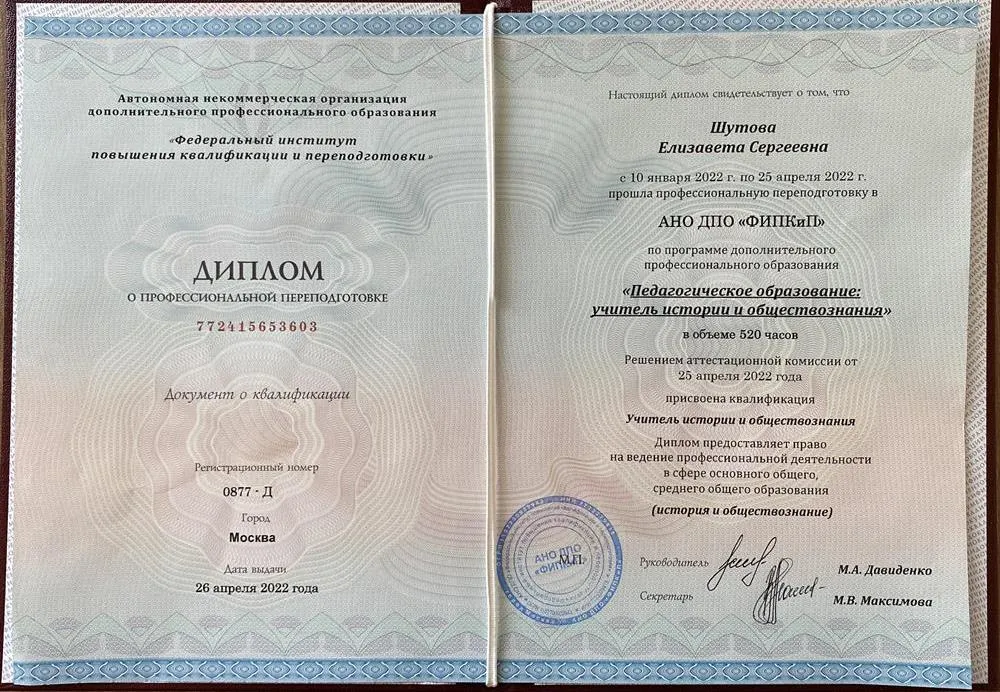 Автономная некоммерческая организация
дополнительного профессионального образования
«Федеральный институт
повышения квалификации и переподготовки»
ДИПЛОМ
О ПРОФЕССИОНАЛЬНОЙ ПЕРЕПОДГОТОВКЕ
772415653603
Документ о квалификации
Регистрационный номер
0877 - Д
Город
Москва
Дата выдачи
26 апреля 2022 года
Настоящий диплом свидетельствует о том, что
Шутова
Елизавета Сергеевна
с 10 января 2022 г. по 25 апреля 2022 г.
прошла профессиональную переподготовку в
АНО ДПО «ФИПКиП»
по программе дополнительного
профессионального образования
«Педагогическое образование:
учитель истории и обществознания»
в объеме 520 часов
Решением аттестационной комиссии от
25 апреля 2022 года
присвоена квалификация
Учитель истории и обществознания
Диплом предоставляет право
на ведение профессиональной деятельности
в сфере основного общего,
среднего общего образования
(история и обществознание)
АНО ДПО
«ФИПКиП»
М.П.
Руководитель
М.А. Давиденко
Секретарь
М.В. Максимова